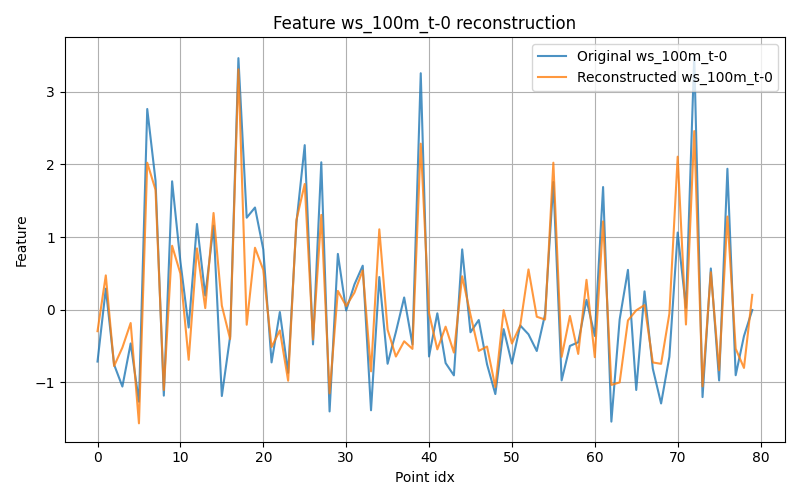 Feature ws_100m_t-0 reconstruction
Original ws_100m_t-0
Reconstructed ws_100m_t-0
Feature
3
2
1
0
−1
0 10 20 30 40 50 60 70 80
Point idx